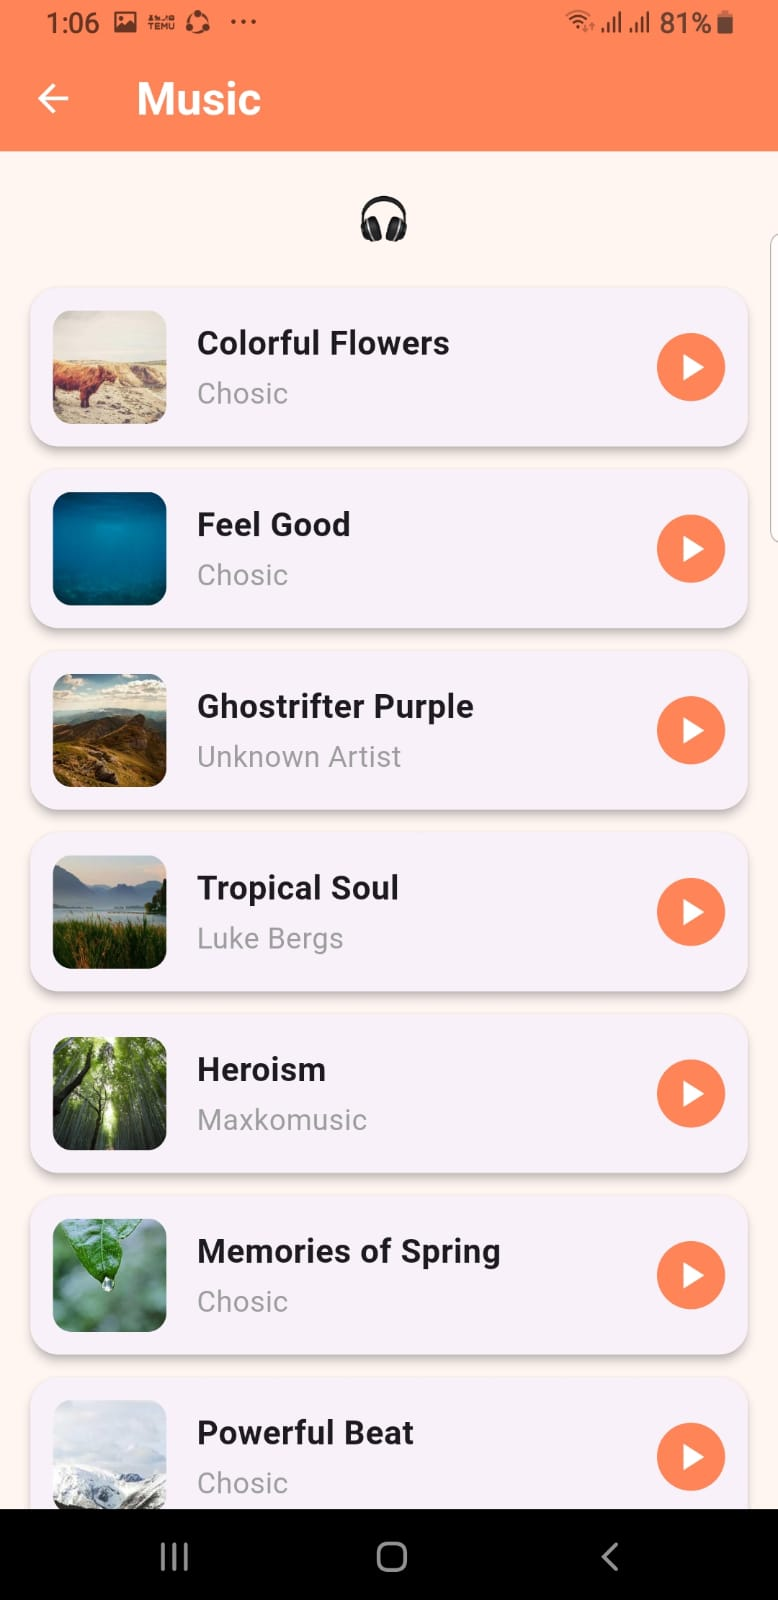 1:06
TEMU
81%
Music
Colorful Flowers
Chosic
Feel Good
Chosic
Ghostrifter Purple
Unknown Artist
Tropical Soul
Luke Bergs
Heroism
Maxkomusic
Memories of Spring
Chosic
Powerful Beat
Chosic